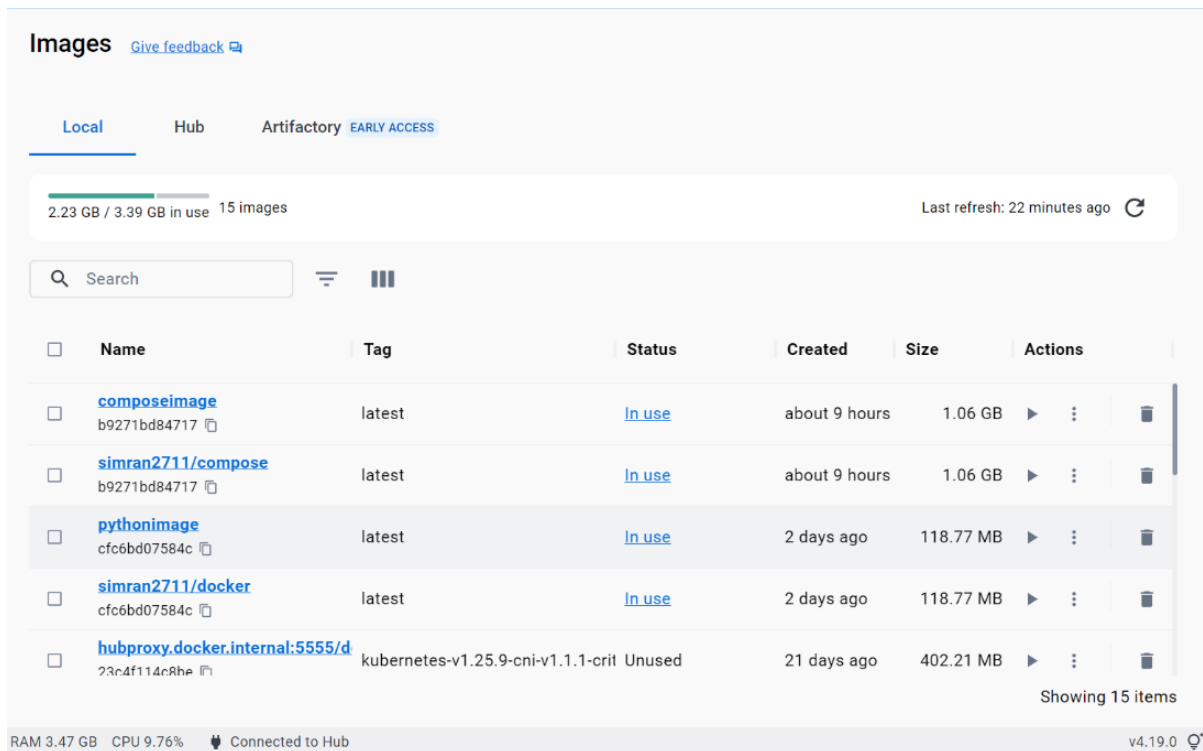 Images Give feedback
Local Hub Artifactory EARLY ACCESS
2.23 GB / 3.39 GB in use 15 images Last refresh: 22 minutes ago
Search
Name Tag Status Created Size Actions
composeimage
b9271bd84717
latest In use about 9 hours 1.06 GB
simran2711/compose
b9271bd84717
latest In use about 9 hours 1.06 GB
pythonimage
cfc6bd07584c
latest In use 2 days ago 118.77 MB
simran2711/docker
cfc6bd07584c
latest In use 2 days ago 118.77 MB
hubproxy.docker.internal:5555/d
23c4f114c8be
kubernetes-v1.25.9-cni-v1.1.1-crit Unused 21 days ago 402.21 MB
Showing 15 items
RAM 3.47 GB CPU 9.76% Connected to Hub v4.19.0